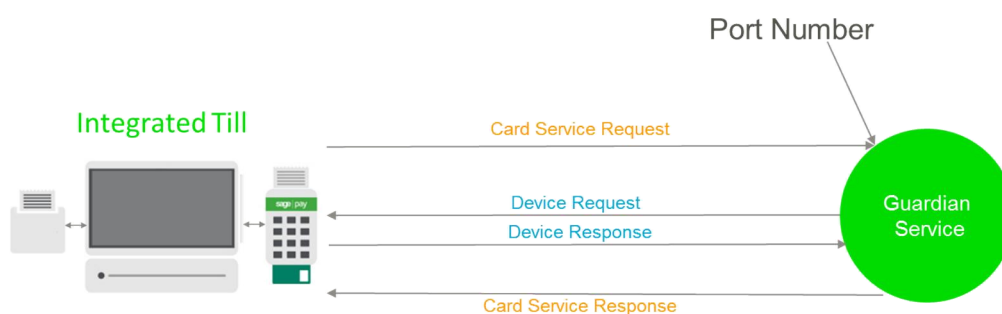 Port Number
Integrated Till
Card Service Request
sage pay
Device Request
Device Response
Guardian
Service
Card Service Response